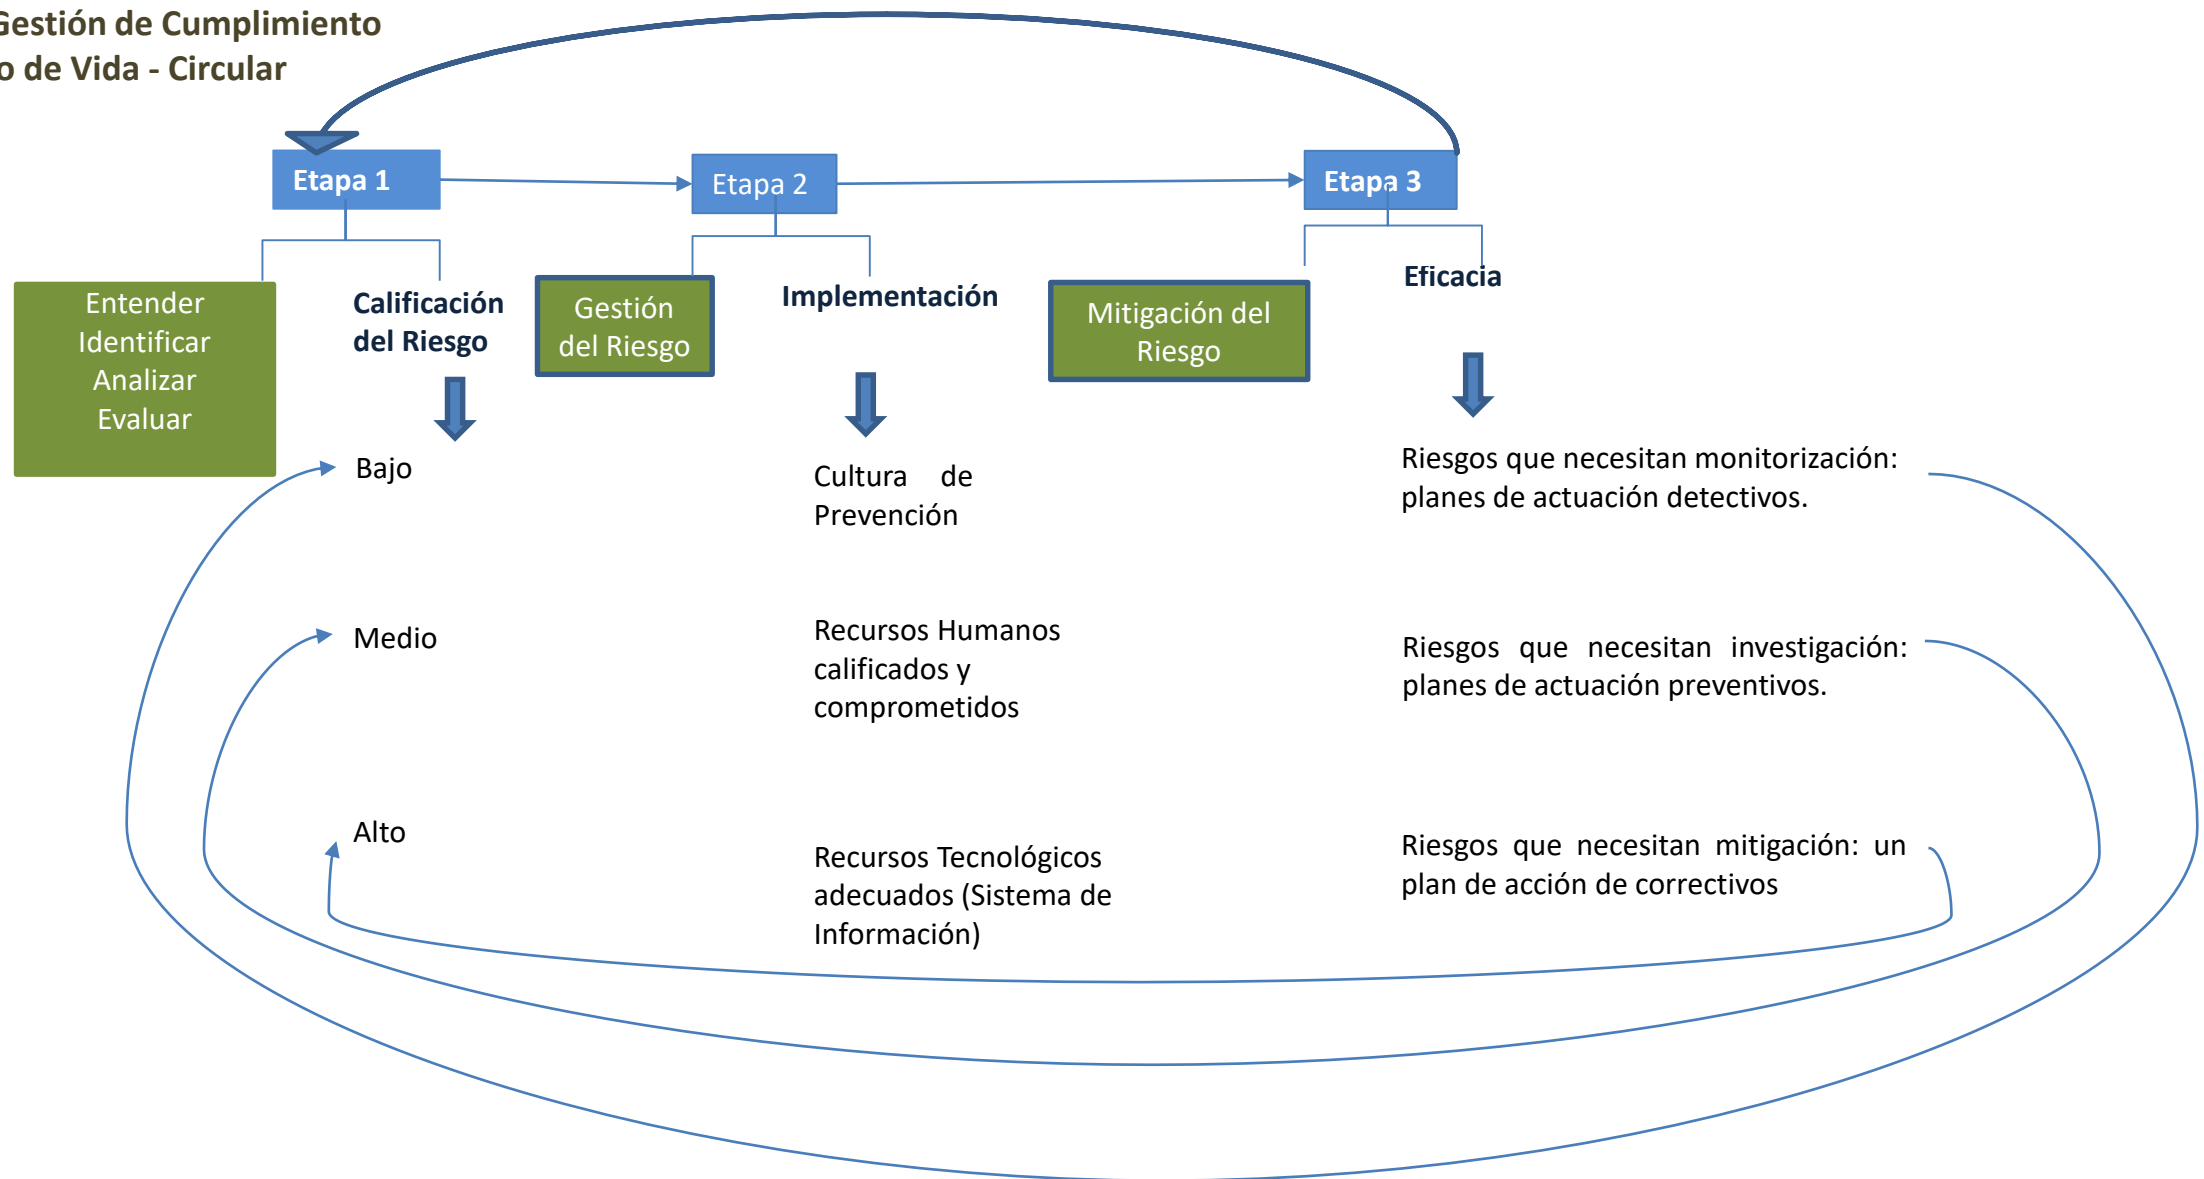 Gestión de Cumplimiento
o de Vida - Circular
Etapa 1
Etapa 2
Etapa 3
Entender
Identificar
Analizar
Evaluar
Calificación
del Riesgo
Gestión
del Riesgo
Implementación
Mitigación del
Riesgo
Eficacia
Bajo
Cultura de
Prevención
Riesgos que necesitan monitorización:
planes de actuación detectivos.
Medio
Recursos Humanos
calificados y
comprometidos
Riesgos que necesitan investigación:
planes de actuación preventivos.
Alto
Recursos Tecnológicos
adecuados (Sistema de
Información)
Riesgos que necesitan mitigación: un
plan de acción de correctivos